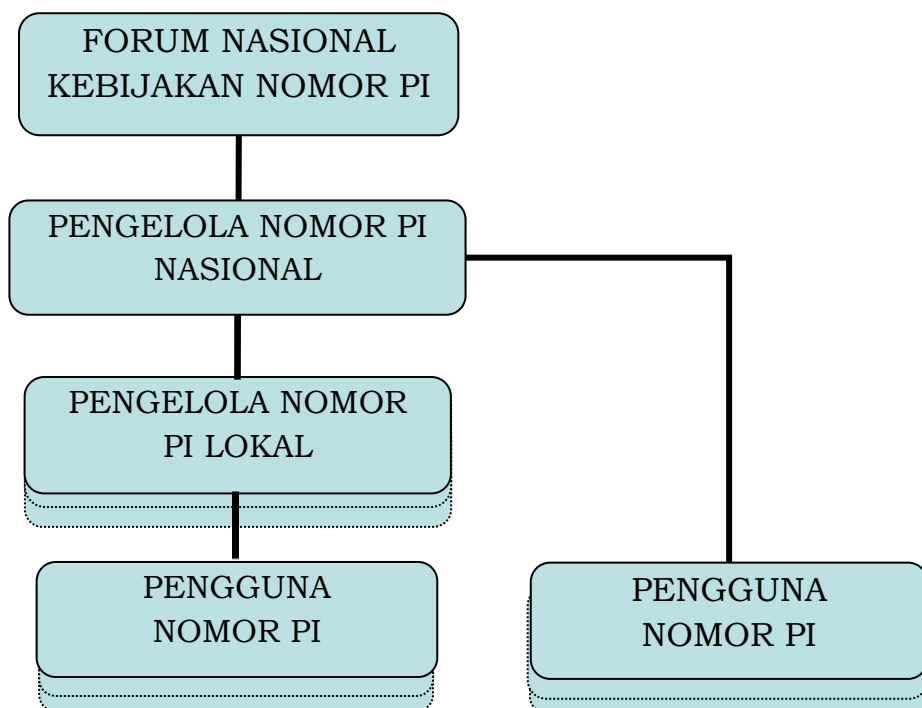 FORUM NASIONAL
KEBIJAKAN NOMOR PI
PENGELOLA NOMOR PI
NASIONAL
PENGELOLA NOMOR
PI LOKAL
PENGGUNA
NOMOR PI
PENGGUNA
NOMOR PI